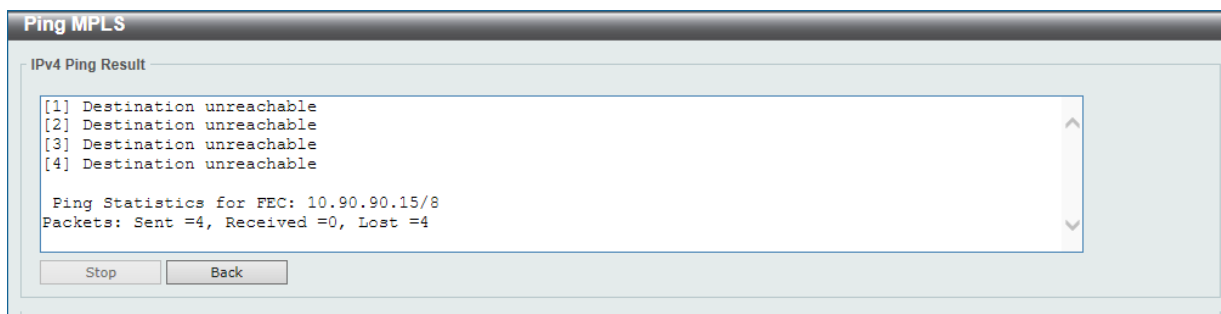 Ping MPLS
IPv4 Ping Result
[1] Destination unreachable
[2] Destination unreachable
[3] Destination unreachable
[4] Destination unreachable
Ping Statistics for FEC: 10.90.90.15/8
Packets: Sent =4, Received =0, Lost =4
Stop
Back